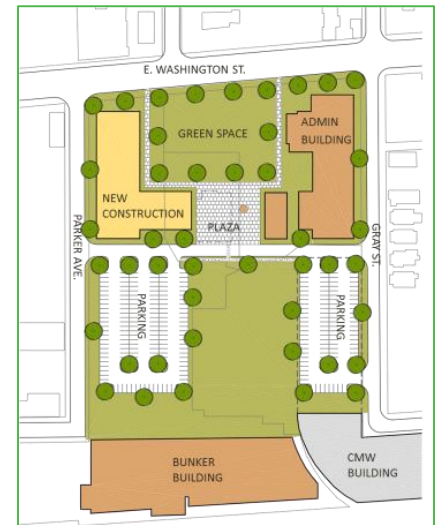 E. WASHINGTON ST.
GREEN SPACE
ADMIN
BUILDING
NEW
CONSTRUCTION
PLAZA
PARKER AVE.
GRAY ST.
PARKING
PARKING
BUNKER
BUILDING
CMW
BUILDING